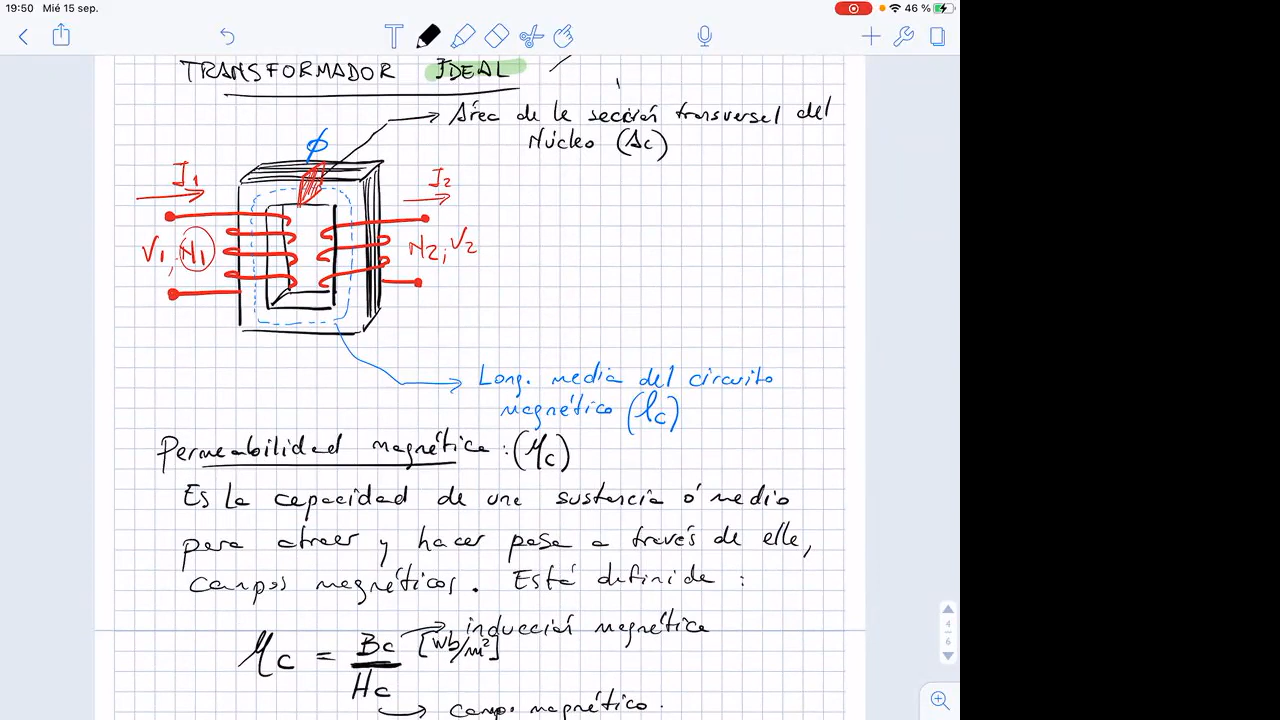 19:50 Mié 15 sep.
46 %
TRANSFORMADOR IDEAL
Área de la sección transversal del
Núcleo (Ac)
ϕ
I1
I2
V1, N1
N2; V2
Long. media del circuito
magnético (lc)
Permeabilidad magnética: (μc)
Es la capacidad de una sustancia ó medio
para atraer y hacer pasa a través de ella,
campos magnéticos. Está definida :
inducción magnética
μc = Bc [Wb/m²]
Hc
campo magnético.
4
6